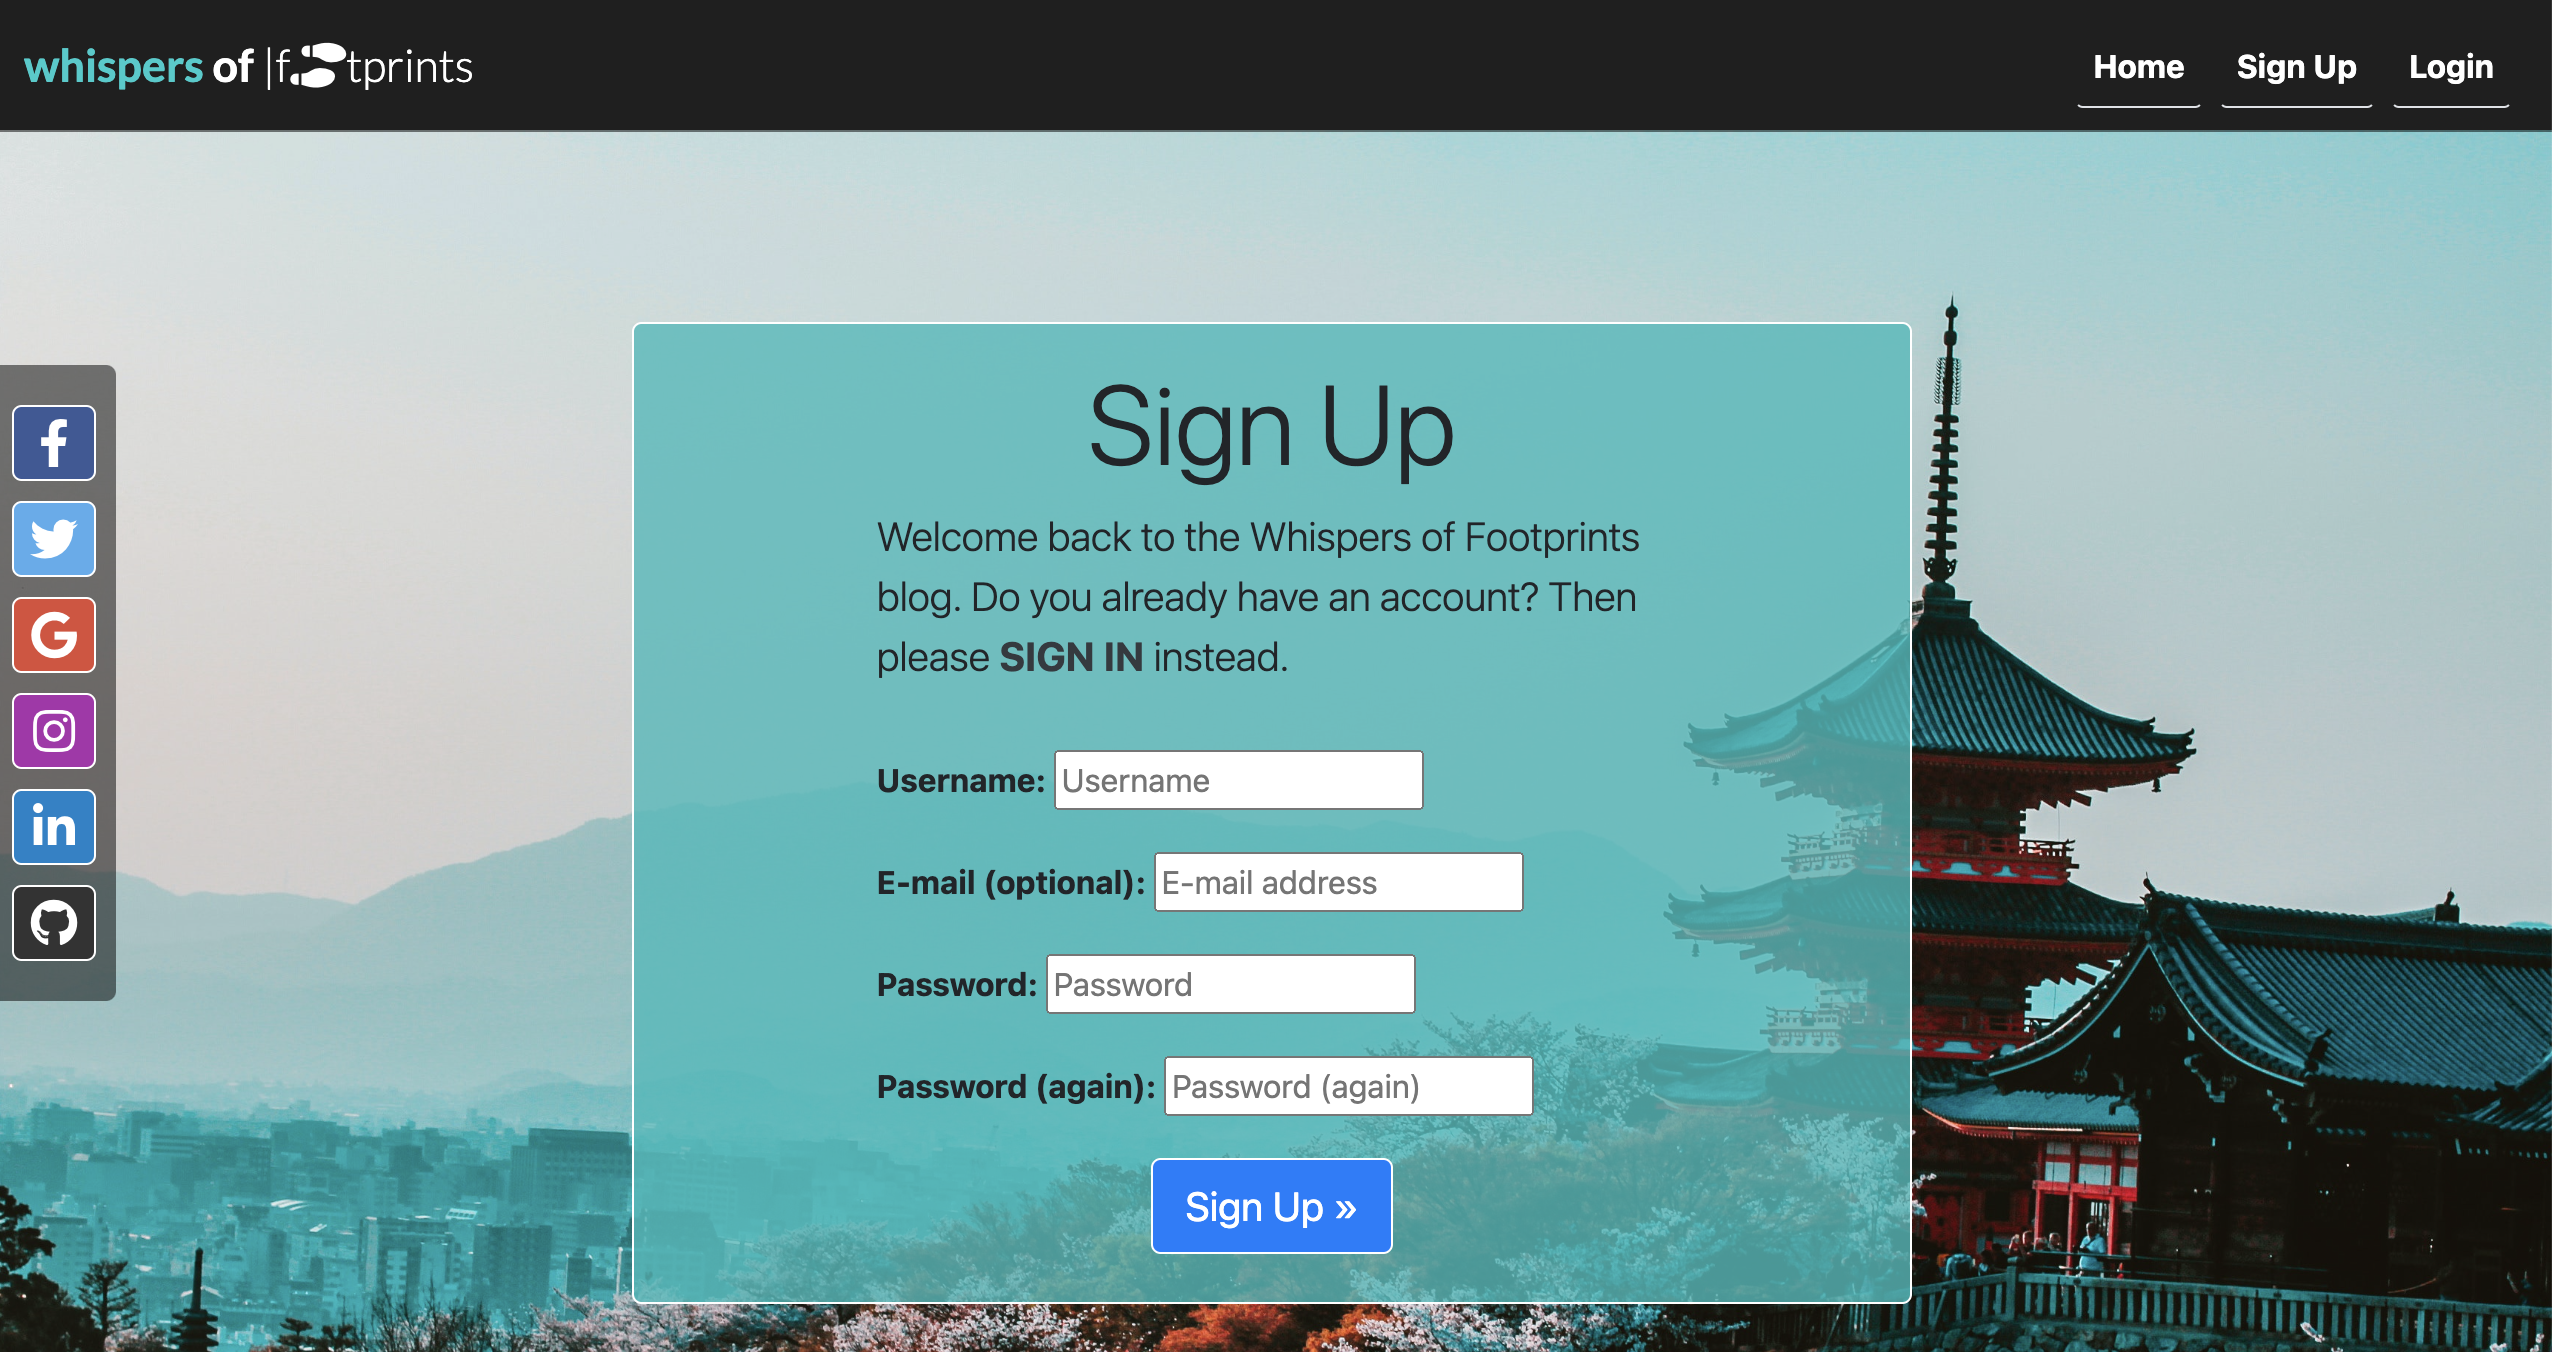 whispers of |footprints
Home
Sign Up
Login
Sign Up
Welcome back to the Whispers of Footprints
blog. Do you already have an account? Then
please SIGN IN instead.
Username: Username
E-mail (optional): E-mail address
Password: Password
Password (again): Password (again)
Sign Up »